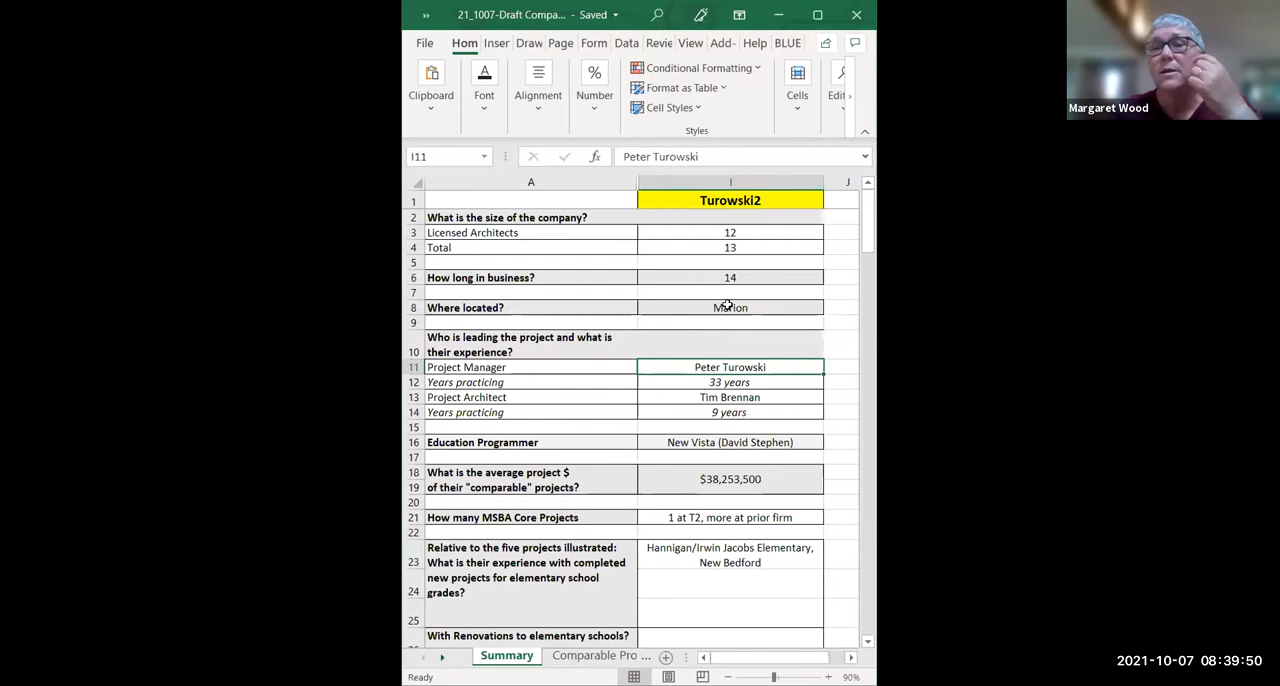 21_1007-Draft Compa... - Saved
File Hom Inser Draw Page Form Data Revie View Add- Help BLUE
Clipboard
Font
Alignment
Number
Conditional Formatting
Format as Table
Cell Styles
Styles
Cells
Edit
I11
Peter Turowski
A I J
1 Turowski2
2 What is the size of the company?
3 Licensed Architects 12
4 Total 13
5
6 How long in business? 14
7
8 Where located? Marion
9
Who is leading the project and what is
10 their experience?
11 Project Manager Peter Turowski
12 Years practicing 33 years
13 Project Architect Tim Brennan
14 Years practicing 9 years
15
16 Education Programmer New Vista (David Stephen)
17
18 What is the average project $
19 of their "comparable" projects? $38,253,500
20
21 How many MSBA Core Projects 1 at T2, more at prior firm
22
Relative to the five projects illustrated: Hannigan/Irwin Jacobs Elementary,
23 What is their experience with completed New Bedford
new projects for elementary school
24 grades?
25
With Renovations to elementary schools?
Summary Comparable Pro ...
Ready
90%
Margaret Wood
2021-10-07 08:39:50